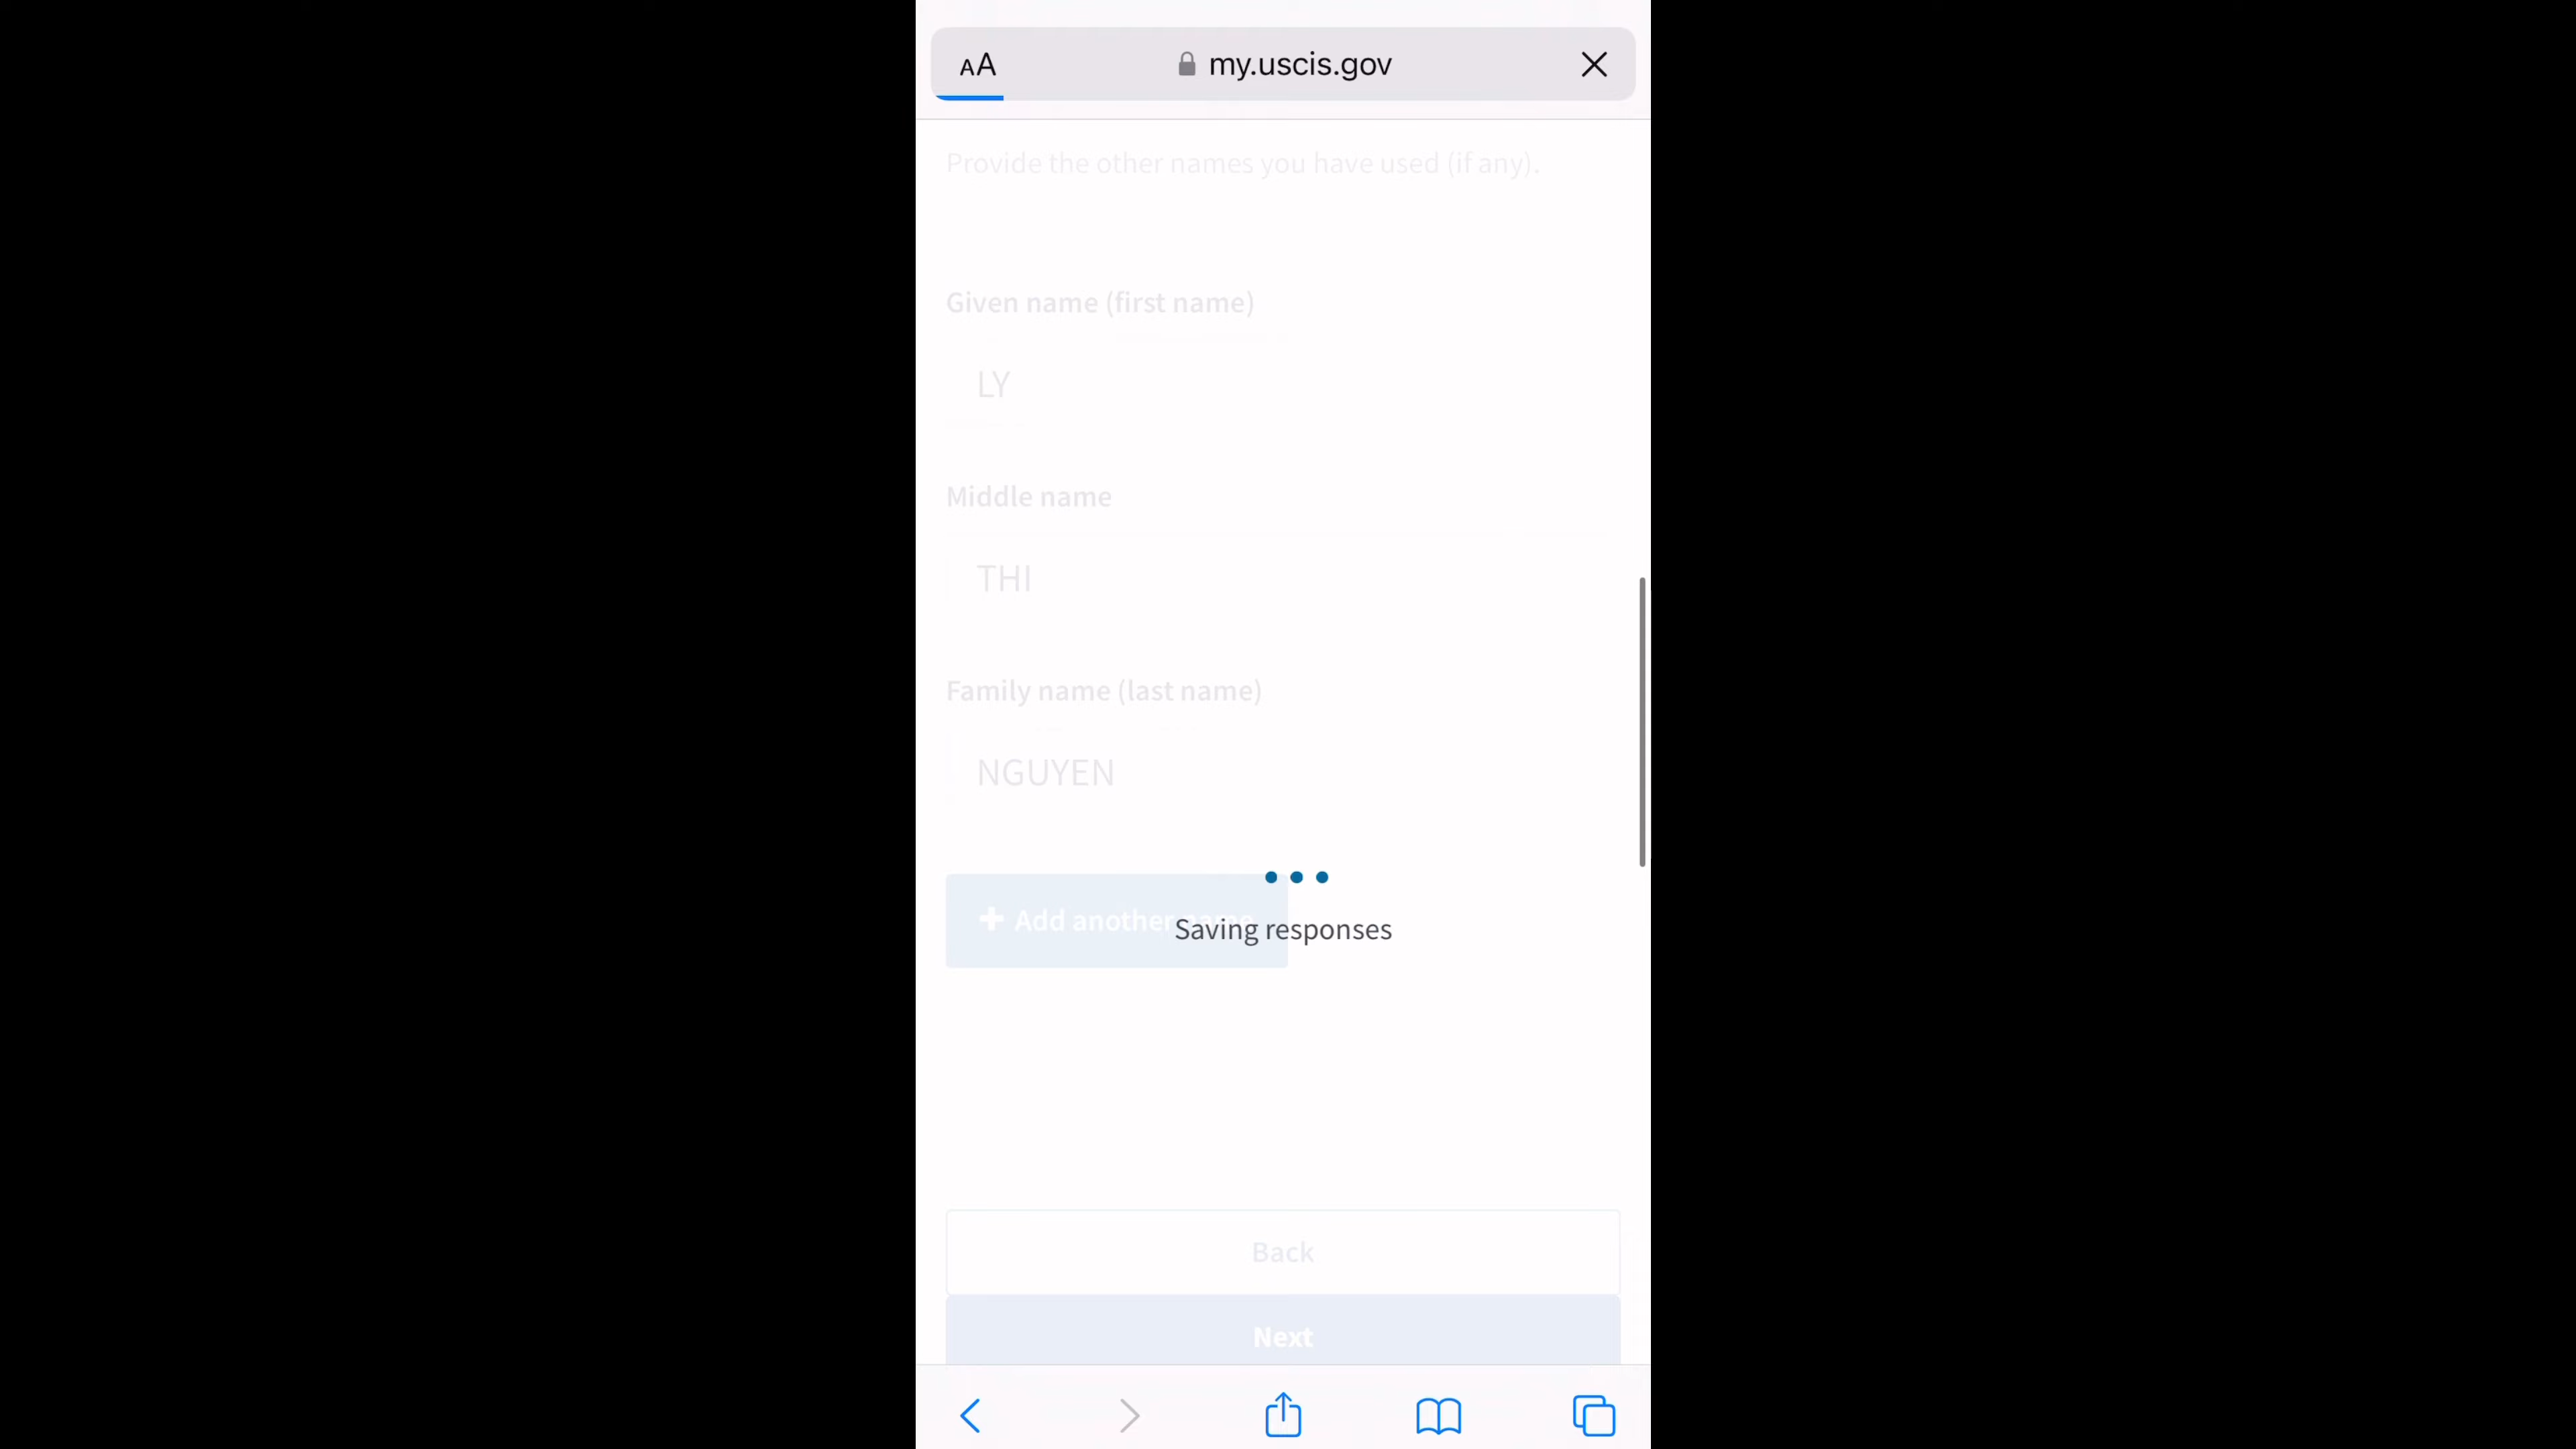 AA my.uscis.gov
Provide the other names you have used (if any).
Given name (first name)
LY
Middle name
THI
Family name (last name)
NGUYEN
Add another name
Saving responses
Back
Next